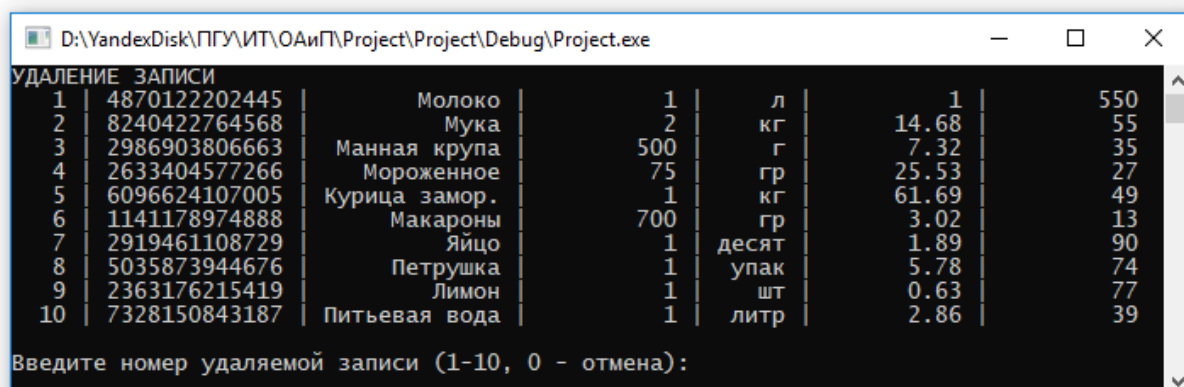 D:\YandexDisk\ПГУ\ИТ\ОАиП\Project\Project\Debug\Project.exe
УДАЛЕНИЕ ЗАПИСИ
1 | 4870122202445 | Молоко | 1 | л | 1 | 550
2 | 8240422764568 | Мука | 2 | кг | 14.68 | 55
3 | 2986903806663 | Манная крупа | 500 | г | 7.32 | 35
4 | 2633404577266 | Мороженное | 75 | гр | 25.53 | 27
5 | 6096624107005 | Курица замор. | 1 | кг | 61.69 | 49
6 | 1141178974888 | Макароны | 700 | гр | 3.02 | 13
7 | 2919461108729 | Яйцо | 1 | десят | 1.89 | 90
8 | 5035873944676 | Петрушка | 1 | упак | 5.78 | 74
9 | 2363176215419 | Лимон | 1 | шт | 0.63 | 77
10 | 7328150843187 | Питьевая вода | 1 | литр | 2.86 | 39
Введите номер удаляемой записи (1-10, 0 - отмена):